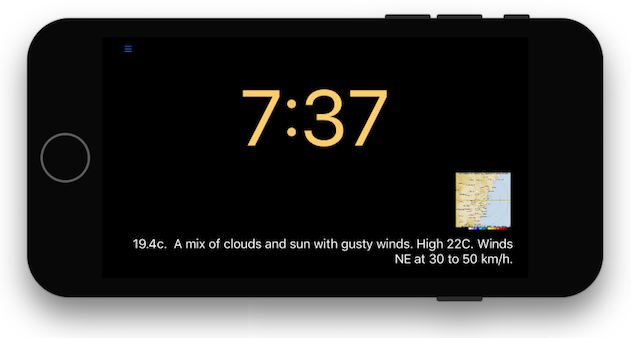 7:37
19.4c.  A mix of clouds and sun with gusty winds. High 22C. Winds
NE at 30 to 50 km/h.